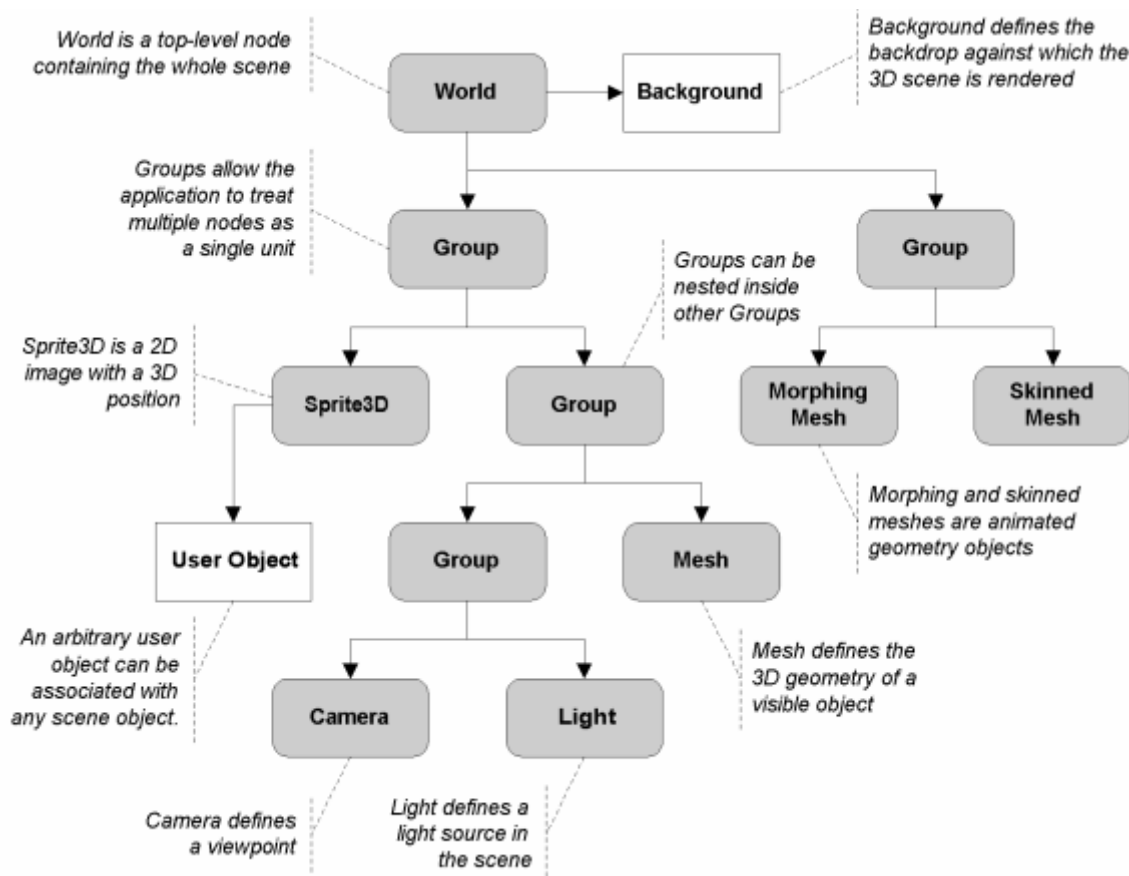 World is a top-level node
containing the whole scene
World
Background
Background defines the
backdrop against which the
3D scene is rendered
Groups allow the
application to treat
multiple nodes as
a single unit
Group
Groups can be
nested inside
other Groups
Group
Sprite3D is a 2D
image with a 3D
position
Sprite3D
Group
Morphing
Mesh
Skinned
Mesh
Morphing and skinned
meshes are animated
geometry objects
User Object
Group
Mesh
An arbitrary user
object can be
associated with
any scene object.
Camera
Light
Mesh defines the
3D geometry of a
visible object
Camera defines
a viewpoint
Light defines a
light source in
the scene